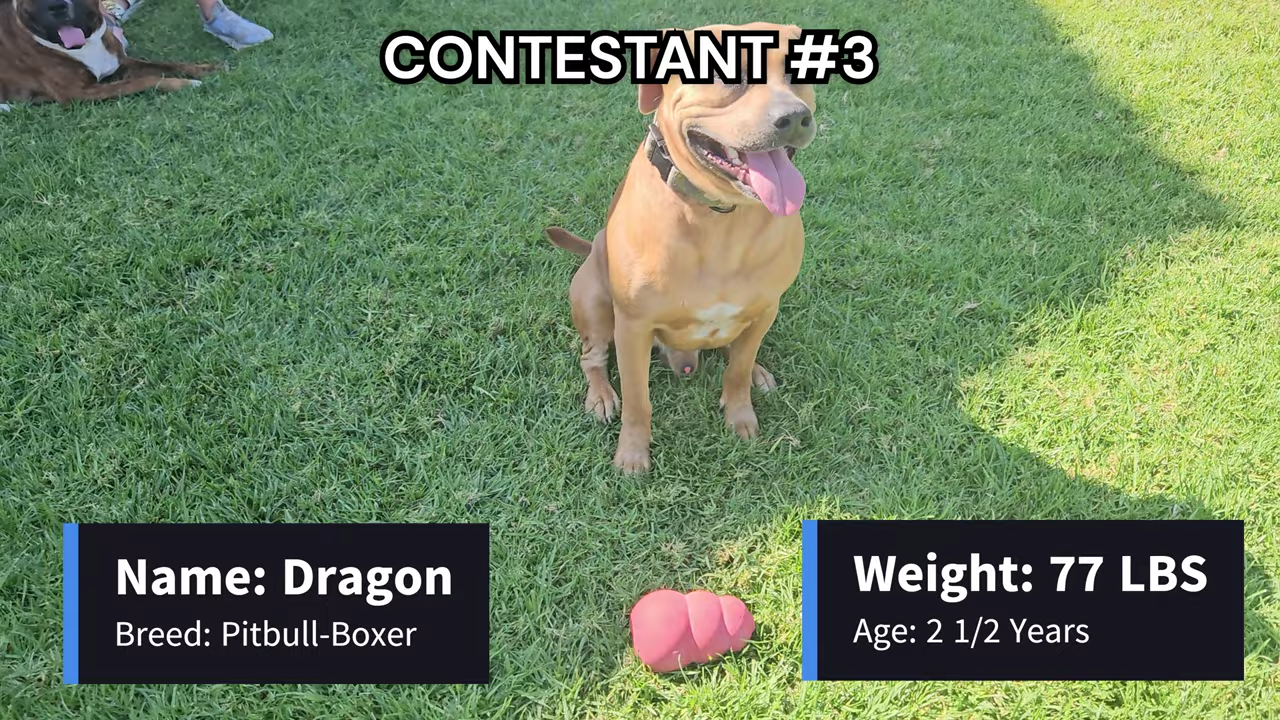 CONTESTANT #3
Name: Dragon
Breed: Pitbull-Boxer
Weight: 77 LBS
Age: 2 1/2 Years